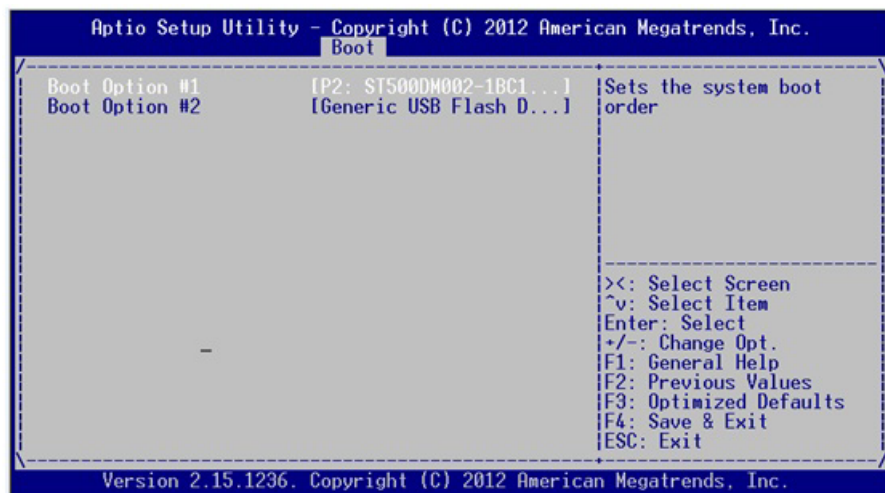 Aptio Setup Utility - Copyright (C) 2012 American Megatrends, Inc.
Boot
Boot Option #1 [P2: ST500DM002-1BC1...]
Boot Option #2 [Generic USB Flash D...]
Sets the system boot
order
><: Select Screen
^v: Select Item
Enter: Select
+/-: Change Opt.
F1: General Help
F2: Previous Values
F3: Optimized Defaults
F4: Save & Exit
ESC: Exit
Version 2.15.1236. Copyright (C) 2012 American Megatrends, Inc.